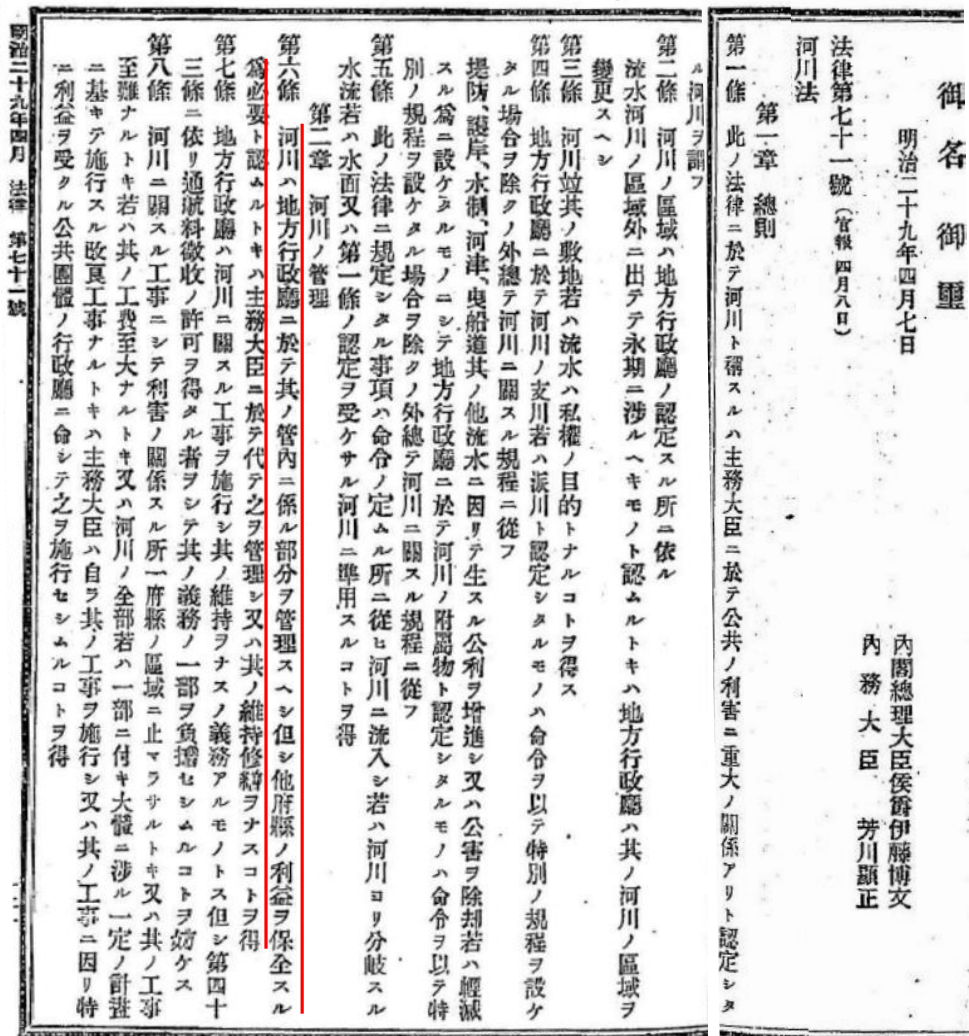 御名御璽
明治二十九年四月七日
內閣總理大臣侯爵伊藤博文
內務大臣 芳川顯正
法律第七十一號(官報 四月八日)
河川法
第一章 總則
第一條 此ノ法律ニ於テ河川ト稱スルハ主務大臣ニ於テ公共ノ利害ニ重大ノ關係アリト認定シタ
ル河川ヲ謂フ
第二條 河川ノ區域ハ地方行政廳ノ認定スル所ニ依ル
流水河川ノ區域外ニ出テテ永期ニ涉ルヘキモノト認ムルトキハ地方行政廳ハ其ノ河川ノ區域ヲ
變更スヘシ
第三條 河川竝其ノ敷地若ハ流水ハ私權ノ目的トナルコトヲ得ス
第四條 地方行政廳ニ於テ河川ノ支川若ハ派川ト認定シタルモノハ命令ヲ以テ特別ノ規程ヲ設ケ
タル場合ヲ除クノ外總テ河川ニ關スル規程ニ從フ
堤防、護岸、水制、河津、曳船道其ノ他流水ニ因リテ生スル公利ヲ增進シ又ハ公害ヲ除却若ハ輕減
スル爲ニ設ケタルモノニシテ地方行政廳ニ於テ河川ノ附屬物ト認定シタルモノハ命令ヲ以テ特
別ノ規程ヲ設ケタル場合ヲ除クノ外總テ河川ニ關スル規程ニ從フ
第五條 此ノ法律ニ規定シタル事項ハ命令ノ定ムル所ニ從ヒ河川ニ流入シ若ハ河川ヨリ分岐スル
水流若ハ水面又ハ第一條ノ認定ヲ受ケサル河川ニ準用スルコトヲ得
第二章 河川ノ管理
第六條 河川ハ地方行政廳ニ於テ其ノ管內ニ係ル部分ヲ管理スヘシ但シ他府縣ノ利益ヲ保全スル
爲必要ト認ムルトキハ主務大臣ニ於テ代テ之ヲ管理シ又ハ其ノ維持修繕ヲナスコトヲ得
第七條 地方行政廳ハ河川ニ關スル工事ヲ施行シ其ノ維持ヲナスノ義務アルモノトス但シ第四十
三條ニ依リ通航料徵收ノ許可ヲ得タル者ヲシテ其ノ義務ノ一部ヲ負擔セシムルコトヲ妨ケス
第八條 河川ニ關スル工事ニシテ利害ノ關係スル所一府縣ノ區域ニ止マラサルトキ又ハ其ノ工事
至難ナルトキ若ハ其ノ工費至大ナルトキ又ハ河川ノ全部若ハ一部ニ付キ大體ニ涉ル一定ノ計畫
ニ基キテ施行スル改良工事ナルトキハ主務大臣ハ自ラ其ノ工事ヲ施行シ又ハ其ノ工事ニ因リ特
ニ利益ヲ受クル公共團體ノ行政廳ニ命シテ之ヲ施行セシムルコトヲ得
明治二十九年四月 法律 第七十一號